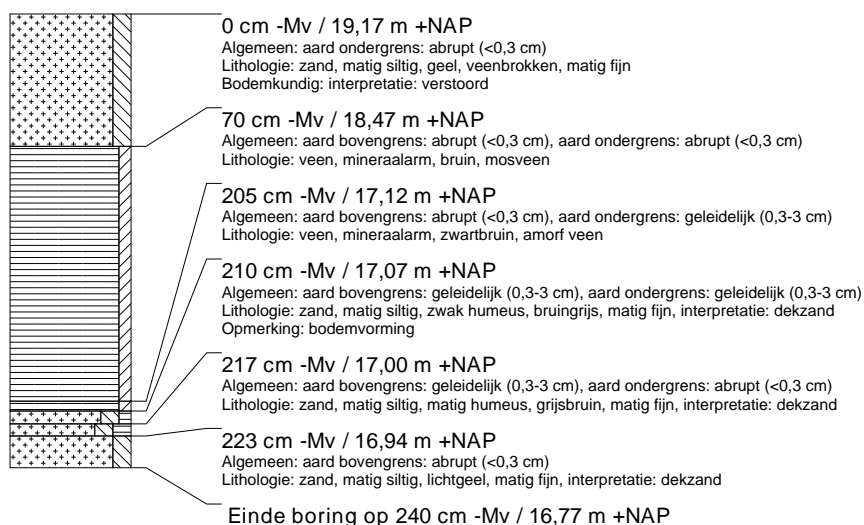 0 cm -Mv / 19,17 m +NAP
Algemeen: aard ondergrens: abrupt (<0,3 cm)
Lithologie: zand, matig siltig, geel, veenbrokken, matig fijn
Bodemkundig: interpretatie: verstoord
70 cm -Mv / 18,47 m +NAP
Algemeen: aard bovengrens: abrupt (<0,3 cm), aard ondergrens: abrupt (<0,3 cm)
Lithologie: veen, mineraalarm, bruin, mosveen
205 cm -Mv / 17,12 m +NAP
Algemeen: aard bovengrens: abrupt (<0,3 cm), aard ondergrens: geleidelijk (0,3-3 cm)
Lithologie: veen, mineraalarm, zwartbruin, amorf veen
210 cm -Mv / 17,07 m +NAP
Algemeen: aard bovengrens: geleidelijk (0,3-3 cm), aard ondergrens: geleidelijk (0,3-3 cm)
Lithologie: zand, matig siltig, zwak humeus, bruingrijs, matig fijn, interpretatie: dekzand
Opmerking: bodemvorming
217 cm -Mv / 17,00 m +NAP
Algemeen: aard bovengrens: geleidelijk (0,3-3 cm), aard ondergrens: abrupt (<0,3 cm)
Lithologie: zand, matig siltig, matig humeus, grijsbruin, matig fijn, interpretatie: dekzand
223 cm -Mv / 16,94 m +NAP
Algemeen: aard bovengrens: abrupt (<0,3 cm)
Lithologie: zand, matig siltig, lichtgeel, matig fijn, interpretatie: dekzand
Einde boring op 240 cm -Mv / 16,77 m +NAP